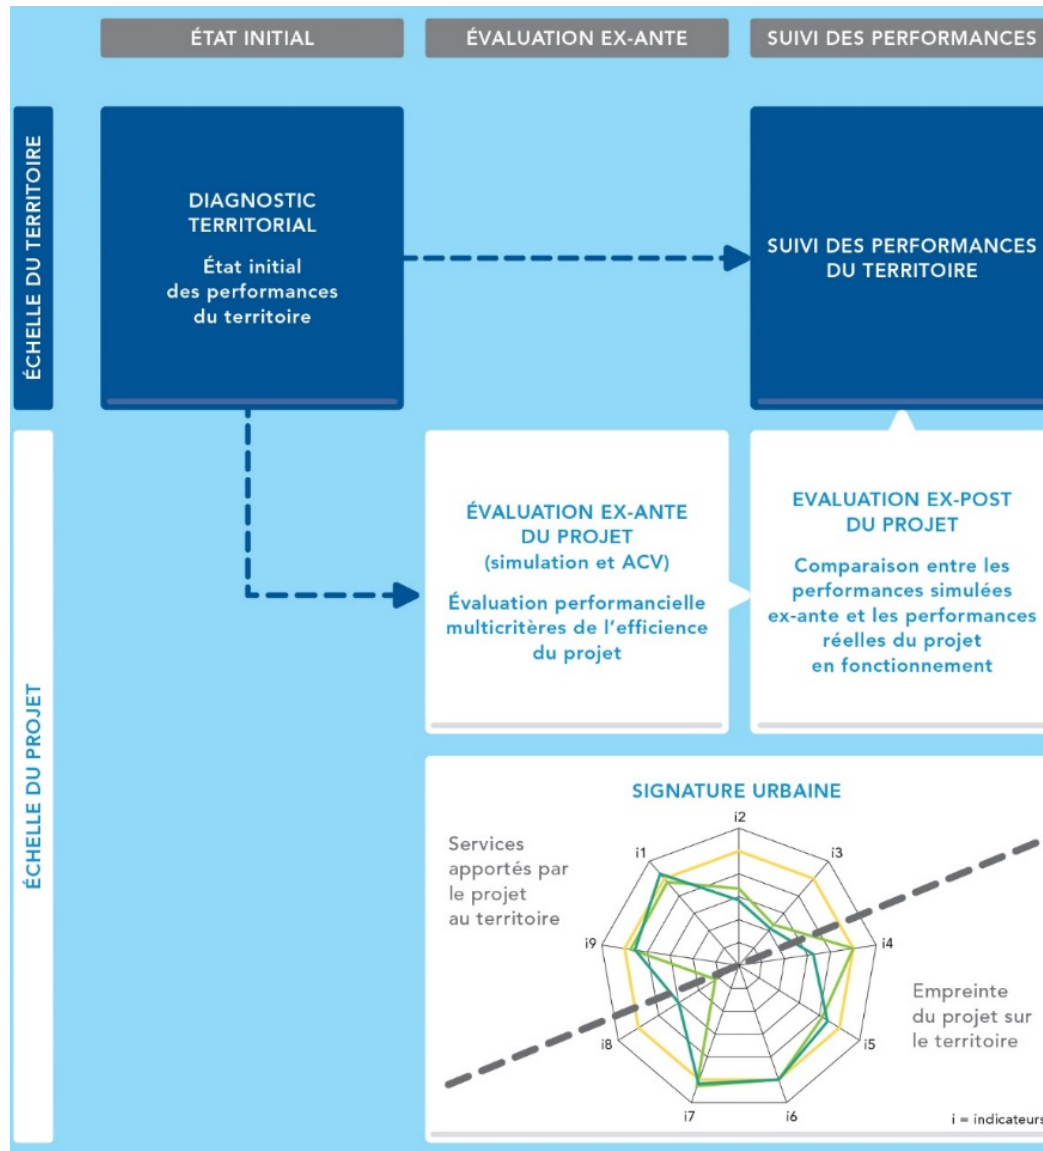 ÉTAT INITIAL
ÉVALUATION EX-ANTE
SUIVI DES PERFORMANCES
ÉCHELLE DU TERRITOIRE
DIAGNOSTIC
TERRITORIAL
État initial
des performances
du territoire
SUIVI DES PERFORMANCES
DU TERRITOIRE
ÉCHELLE DU PROJET
ÉVALUATION EX-ANTE
DU PROJET
(simulation et ACV)
Évaluation performancielle
multicritères de l'efficience
du projet
EVALUATION EX-POST
DU PROJET
Comparaison entre les
performances simulées
ex-ante et les performances
réelles du projet
en fonctionnement
SIGNATURE URBAINE
Services
apportés par
le projet
au territoire
i1
i2
i3
i4
i5
i6
i7
i8
i9
Empreinte
du projet sur
le territoire
i = indicateurs